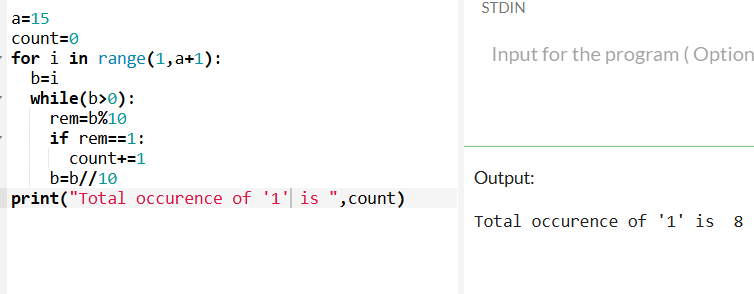 a=15
count=0
for i in range(1,a+1):
  b=i
  while(b>0):
    rem=b%10
    if rem==1:
      count+=1
    b=b//10
print("Total occurence of '1' is ",count)
STDIN
Input for the program ( Option
Output:
Total occurence of '1' is  8